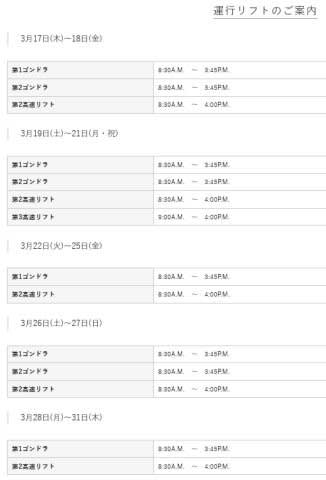 運行リフトのご案内
3月17日(木)～18日(金)
第1ゴンドラ 8:30A.M. ～ 3:45P.M.
第2ゴンドラ 8:30A.M. ～ 3:45P.M.
第2高速リフト 8:30A.M. ～ 4:00P.M.
3月19日(土)～21日(月・祝)
第1ゴンドラ 8:30A.M. ～ 3:45P.M.
第2ゴンドラ 8:30A.M. ～ 3:45P.M.
第2高速リフト 8:30A.M. ～ 4:00P.M.
第3高速リフト 9:00A.M. ～ 4:00P.M.
3月22日(火)～25日(金)
第1ゴンドラ 8:30A.M. ～ 3:45P.M.
第2高速リフト 8:30A.M. ～ 4:00P.M.
3月26日(土)～27日(日)
第1ゴンドラ 8:30A.M. ～ 3:45P.M.
第2ゴンドラ 8:30A.M. ～ 3:45P.M.
第2高速リフト 8:30A.M. ～ 4:00P.M.
3月28日(月)～31日(木)
第1ゴンドラ 8:30A.M. ～ 3:45P.M.
第2高速リフト 8:30A.M. ～ 4:00P.M.